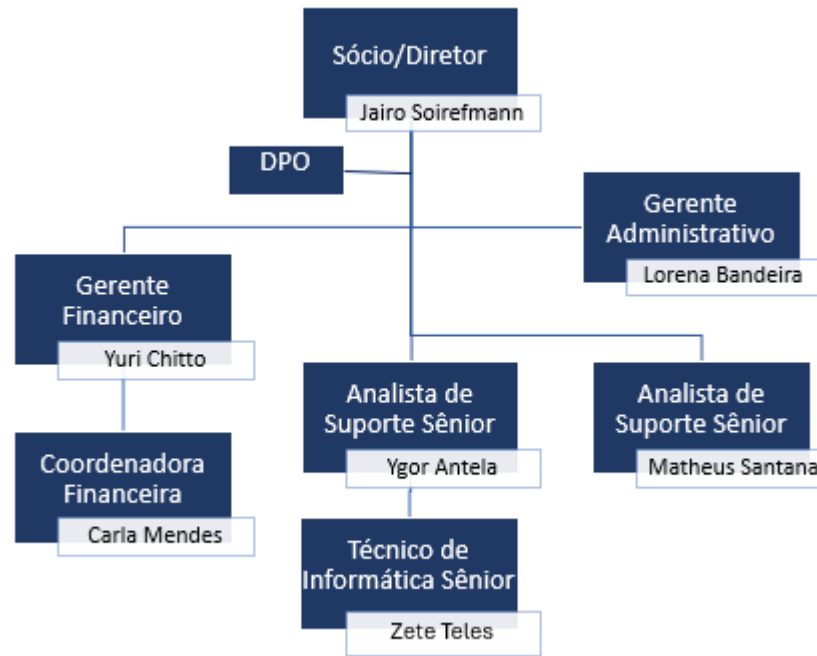 Sócio/Diretor
Jairo Soirefmann
DPO
Gerente
Administrativo
Lorena Bandeira
Gerente
Financeiro
Yuri Chitto
Analista de
Suporte Sênior
Ygor Antela
Analista de
Suporte Sênior
Matheus Santana
Coordenadora
Financeira
Carla Mendes
Técnico de
Informática Sênior
Zete Teles